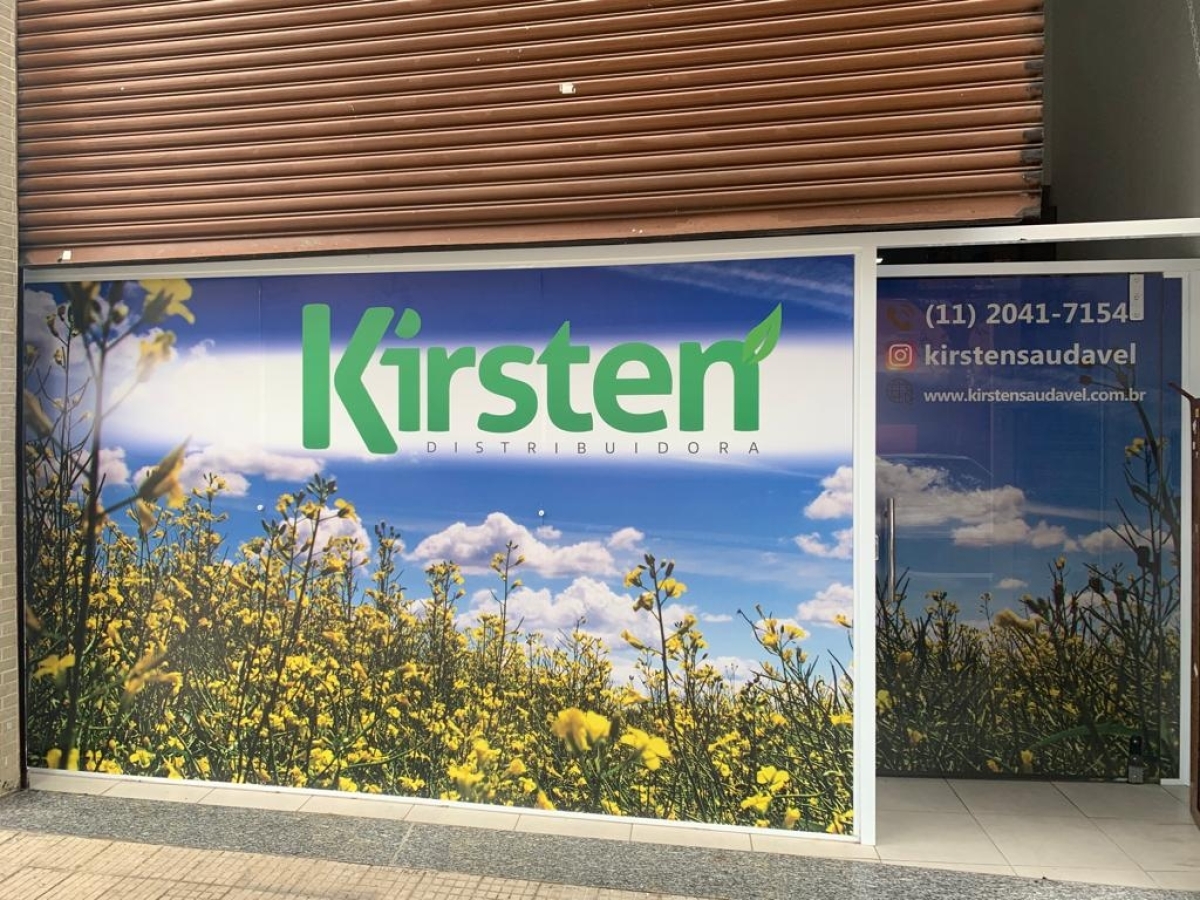 Kirsten
DISTRIBUIDORA
(11) 2041-7154
kirstensaudavel
www.kirstensaudavel.com.br